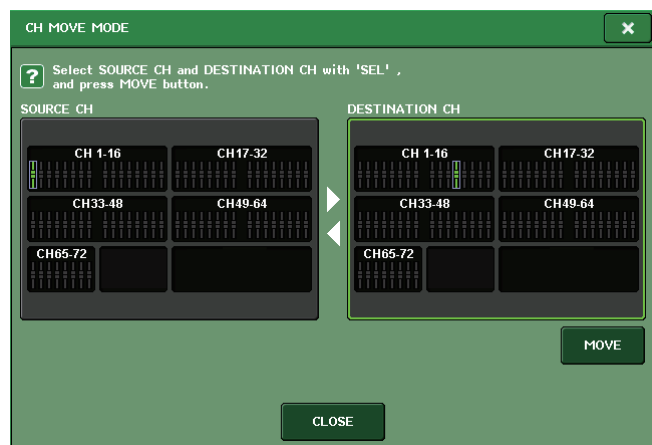 CH MOVE MODE
×
? Select SOURCE CH and DESTINATION CH with 'SEL' ,
and press MOVE button.
SOURCE CH
DESTINATION CH
CH 1-16
CH17-32
CH33-48
CH49-64
CH65-72
CH 1-16
CH17-32
CH33-48
CH49-64
CH65-72
MOVE
CLOSE